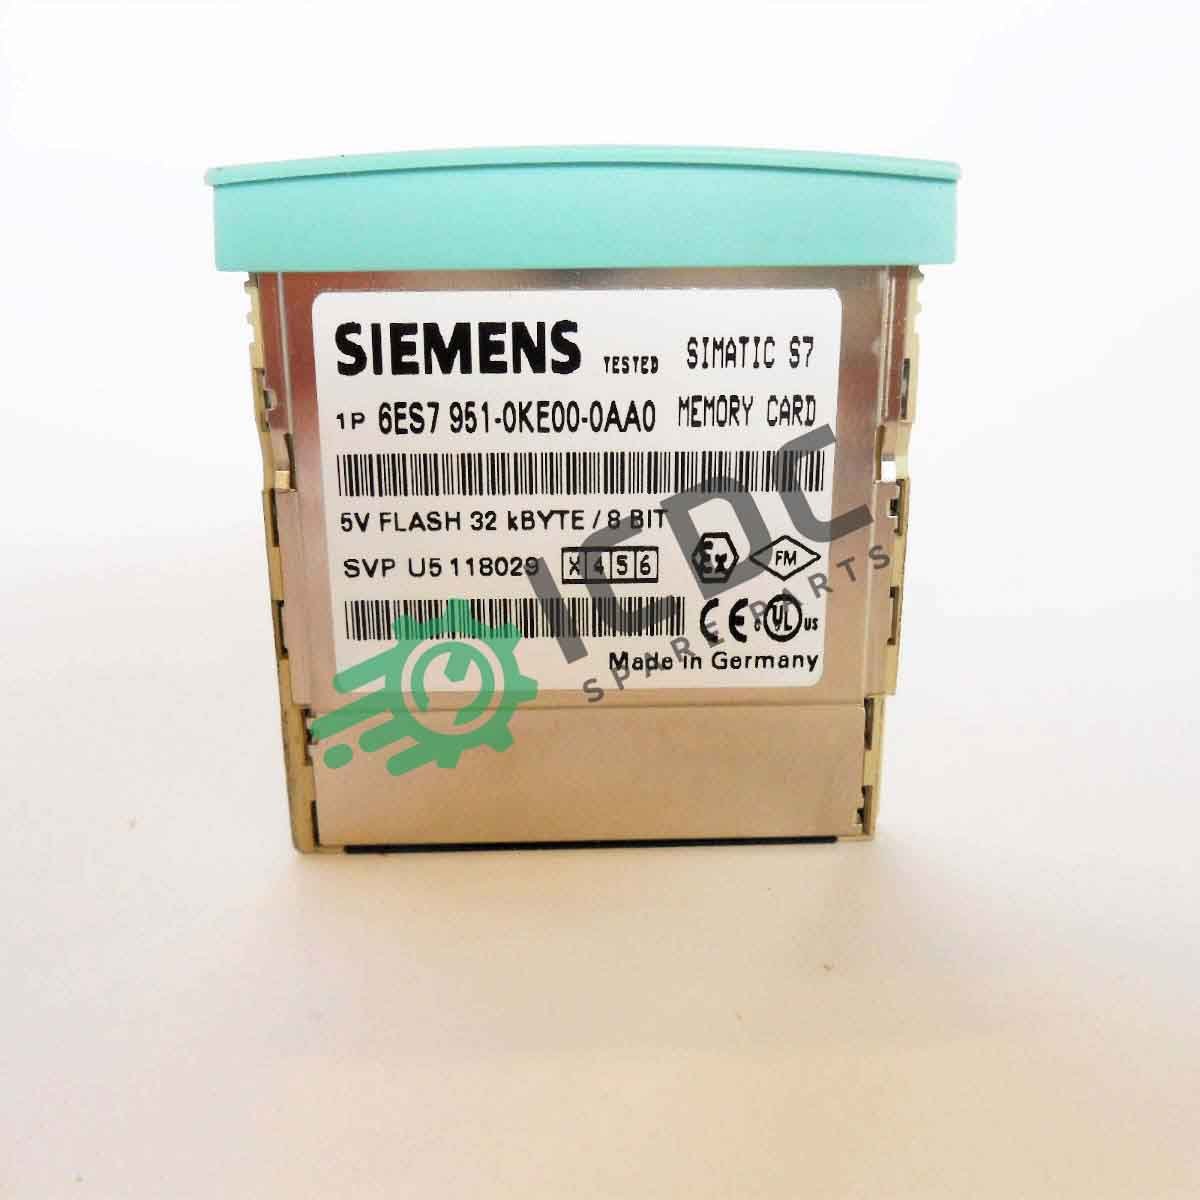 SIEMENS TESTED SIMATIC S7
1P 6ES7 951-0KE00-0AA0 MEMORY CARD
5V FLASH 32 kBYTE / 8 BIT
SVP U5 118029 X 4 5 6
Ex FM
CE c UL us
Made in Germany
ICDC
SPARE PARTS